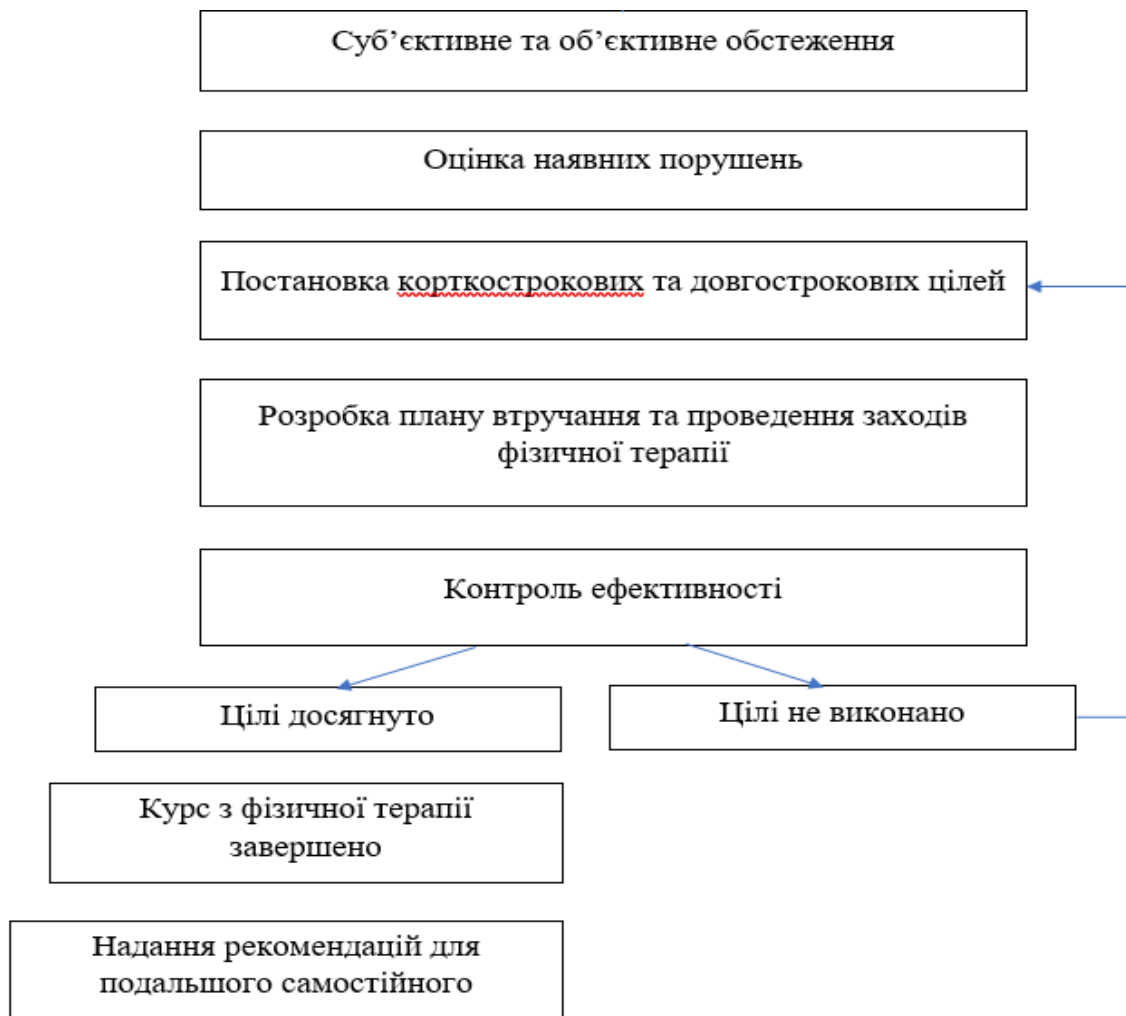 Суб’єктивне та об’єктивне обстеження
Оцінка наявних порушень
Постановка корткострокових та довгострокових цілей
Розробка плану втручання та проведення заходів
фізичної терапії
Контроль ефективності
Цілі досягнуто
Цілі не виконано
Курс з фізичної терапії
завершено
Надання рекомендацій для
подальшого самостійного